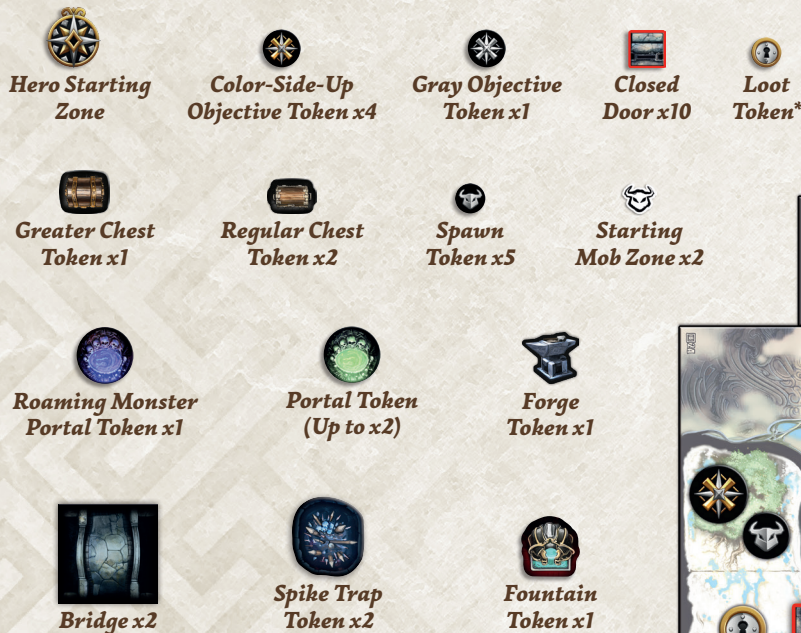 Hero Starting
Zone
Color-Side-Up
Objective Token x4
Gray Objective
Token x1
Closed
Door x10
Loot
Token*
Greater Chest
Token x1
Regular Chest
Token x2
Spawn
Token x5
Starting
Mob Zone x2
Roaming Monster
Portal Token x1
Portal Token
(Up to x2)
Forge
Token x1
Bridge x2
Spike Trap
Token x2
Fountain
Token x1